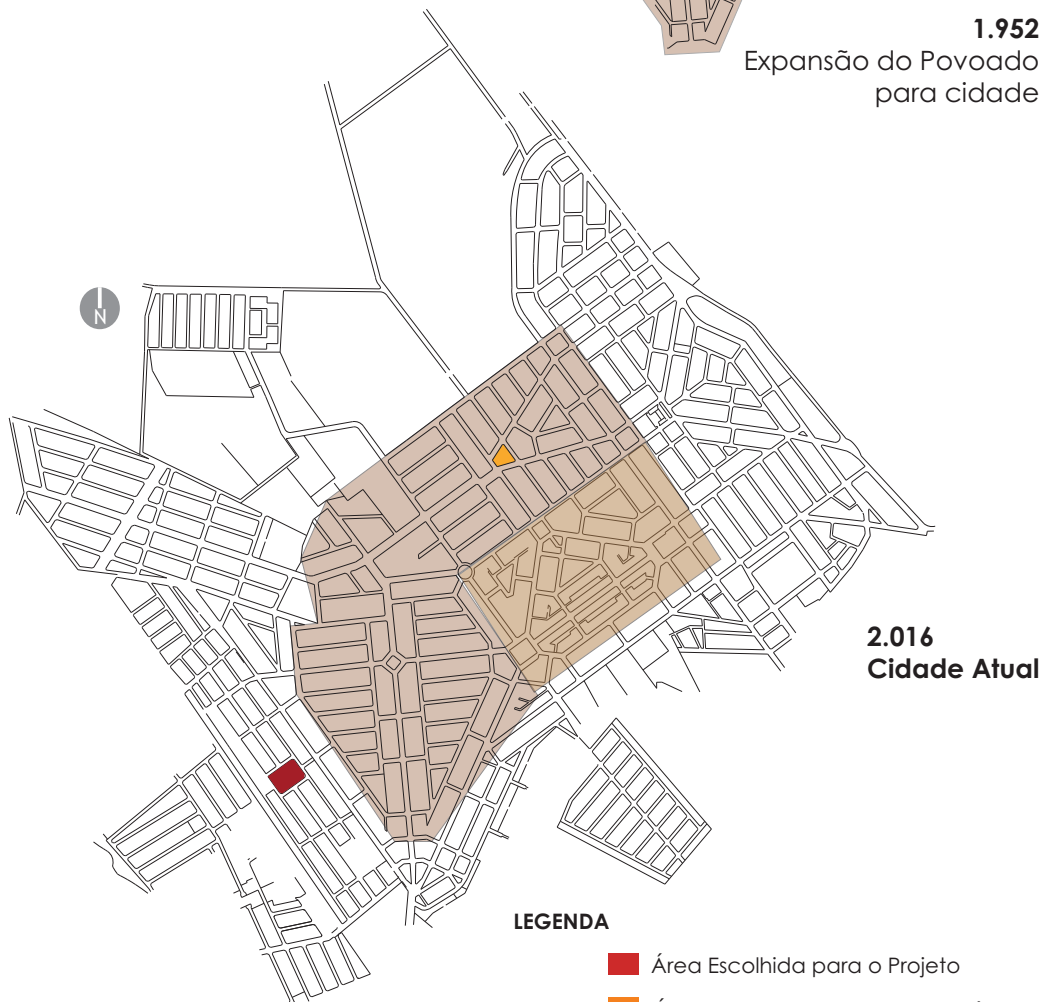 1.952
Expansão do Povoado
para cidade
N
2.016
Cidade Atual
LEGENDA
Área Escolhida para o Projeto